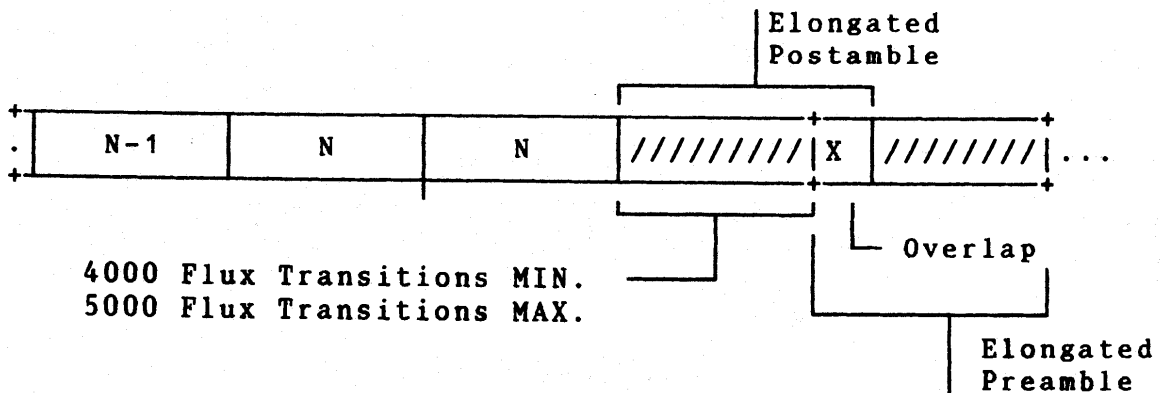 Elongated
Postamble
N-1 N N ///////// X //////// ...
Overlap
4000 Flux Transitions MIN.
5000 Flux Transitions MAX.
Elongated
Preamble